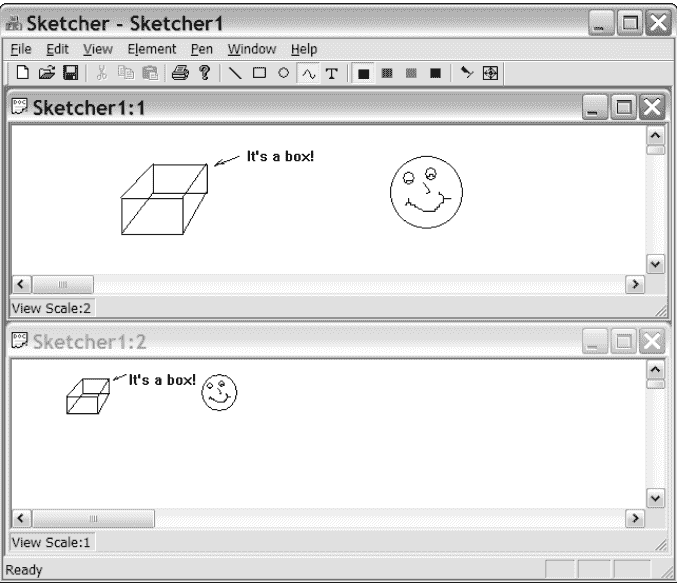 Sketcher - Sketcher1
File Edit View Element Pen Window Help
T
Sketcher1:1
It's a box!
View Scale:2
Sketcher1:2
It's a box!
View Scale:1
Ready